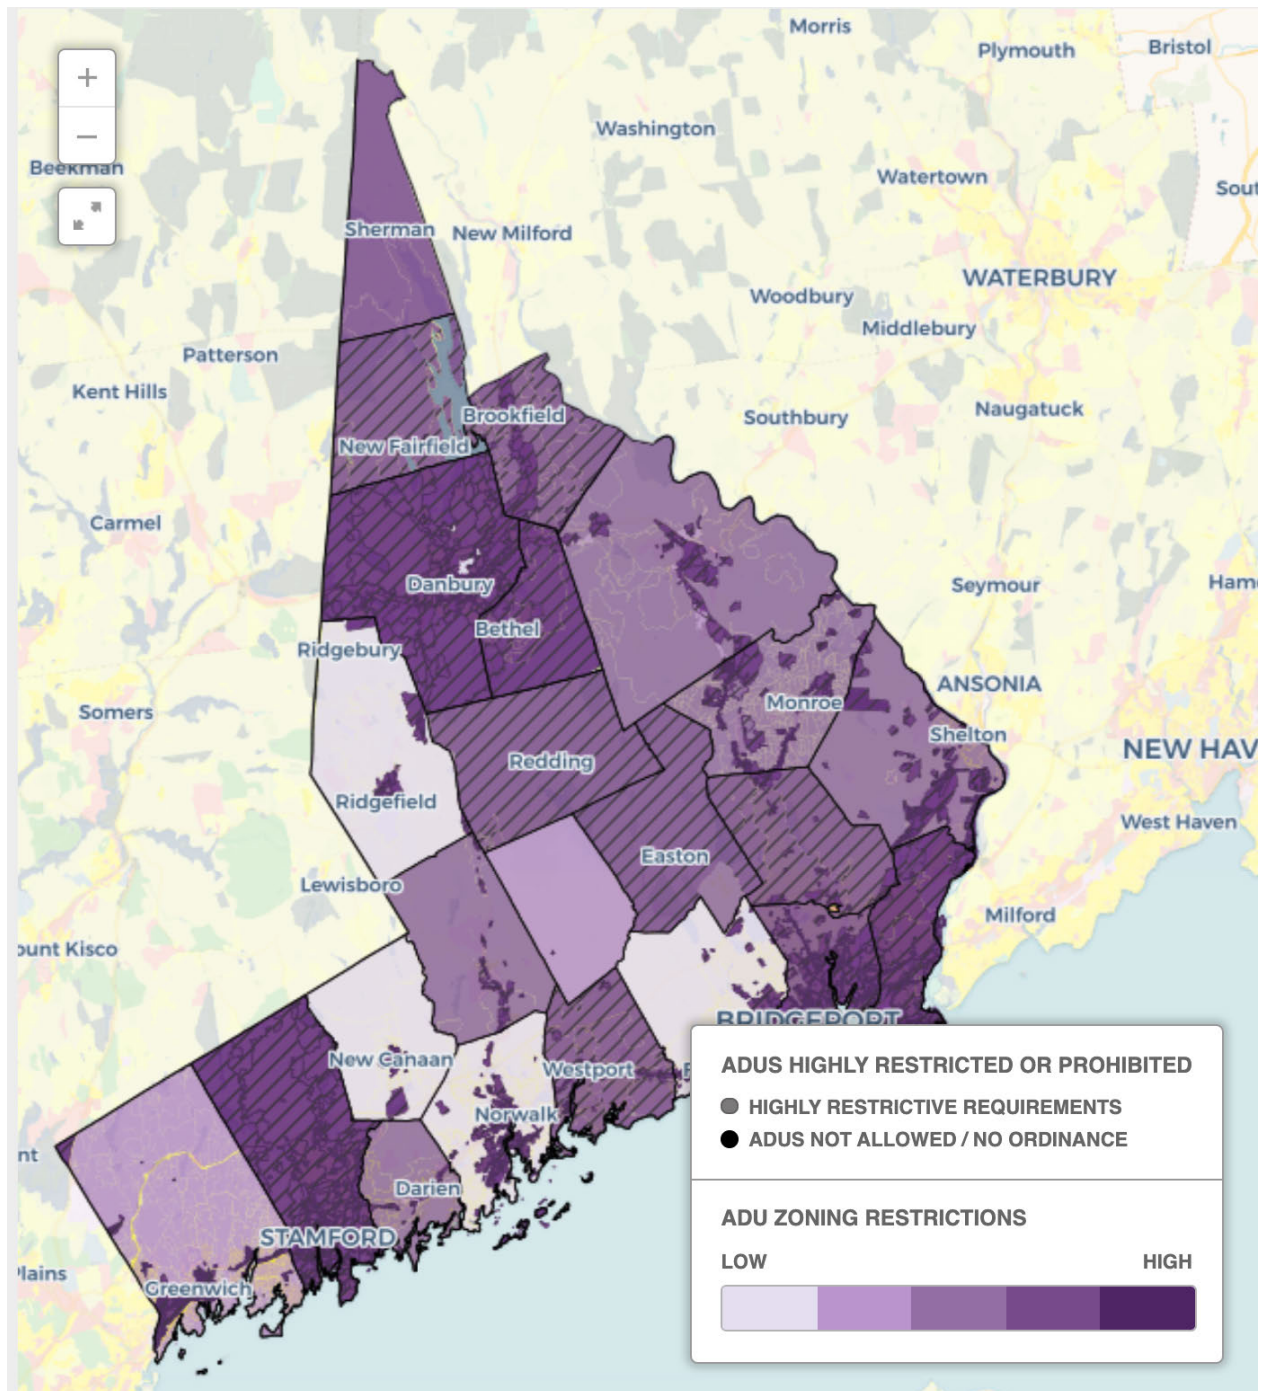 Morris
Plymouth
Bristol
+
−
Washington
Beekman
Watertown
Sout
Sherman
New Milford
WATERBURY
Woodbury
Middlebury
Patterson
Kent Hills
Brookfield
Southbury
Naugatuck
New Fairfield
Carmel
Danbury
Seymour
Ham
Bethel
Ridgebury
ANSONIA
Somers
Monroe
Shelton
NEW HAV
Redding
Ridgefield
West Haven
Easton
Lewisboro
Milford
ount Kisco
BRIDGEPORT
New Canaan
Westport
F
Norwalk
nt
Darien
STAMFORD
Plains
Greenwich
ADUS HIGHLY RESTRICTED OR PROHIBITED
HIGHLY RESTRICTIVE REQUIREMENTS
ADUS NOT ALLOWED / NO ORDINANCE
ADU ZONING RESTRICTIONS
LOW HIGH